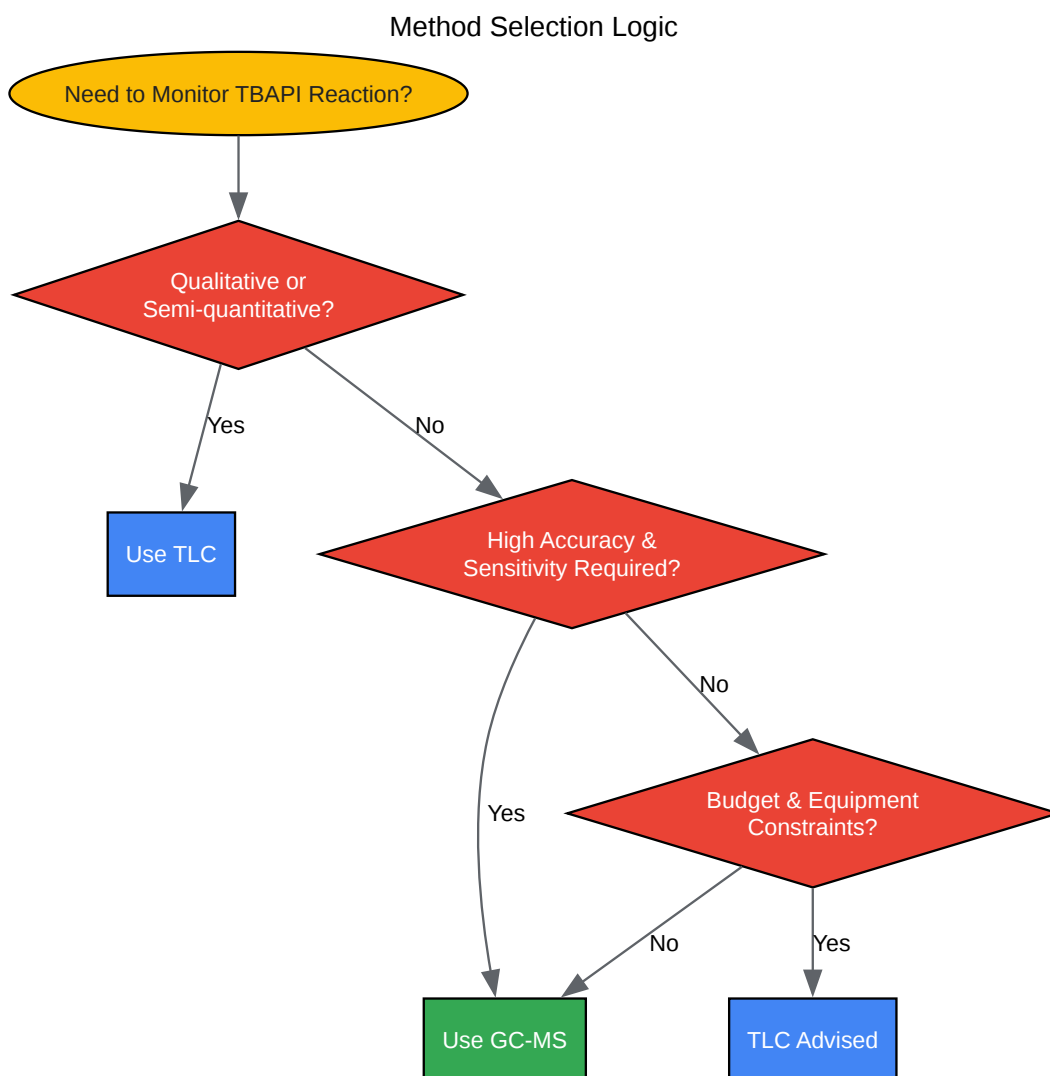 Method Selection Logic
Need to Monitor TBAPI Reaction?
Qualitative or
Semi-quantitative?
Yes
No
Use TLC
High Accuracy &
Sensitivity Required?
No
Yes
Budget & Equipment
Constraints?
No
Yes
Use GC-MS
TLC Advised